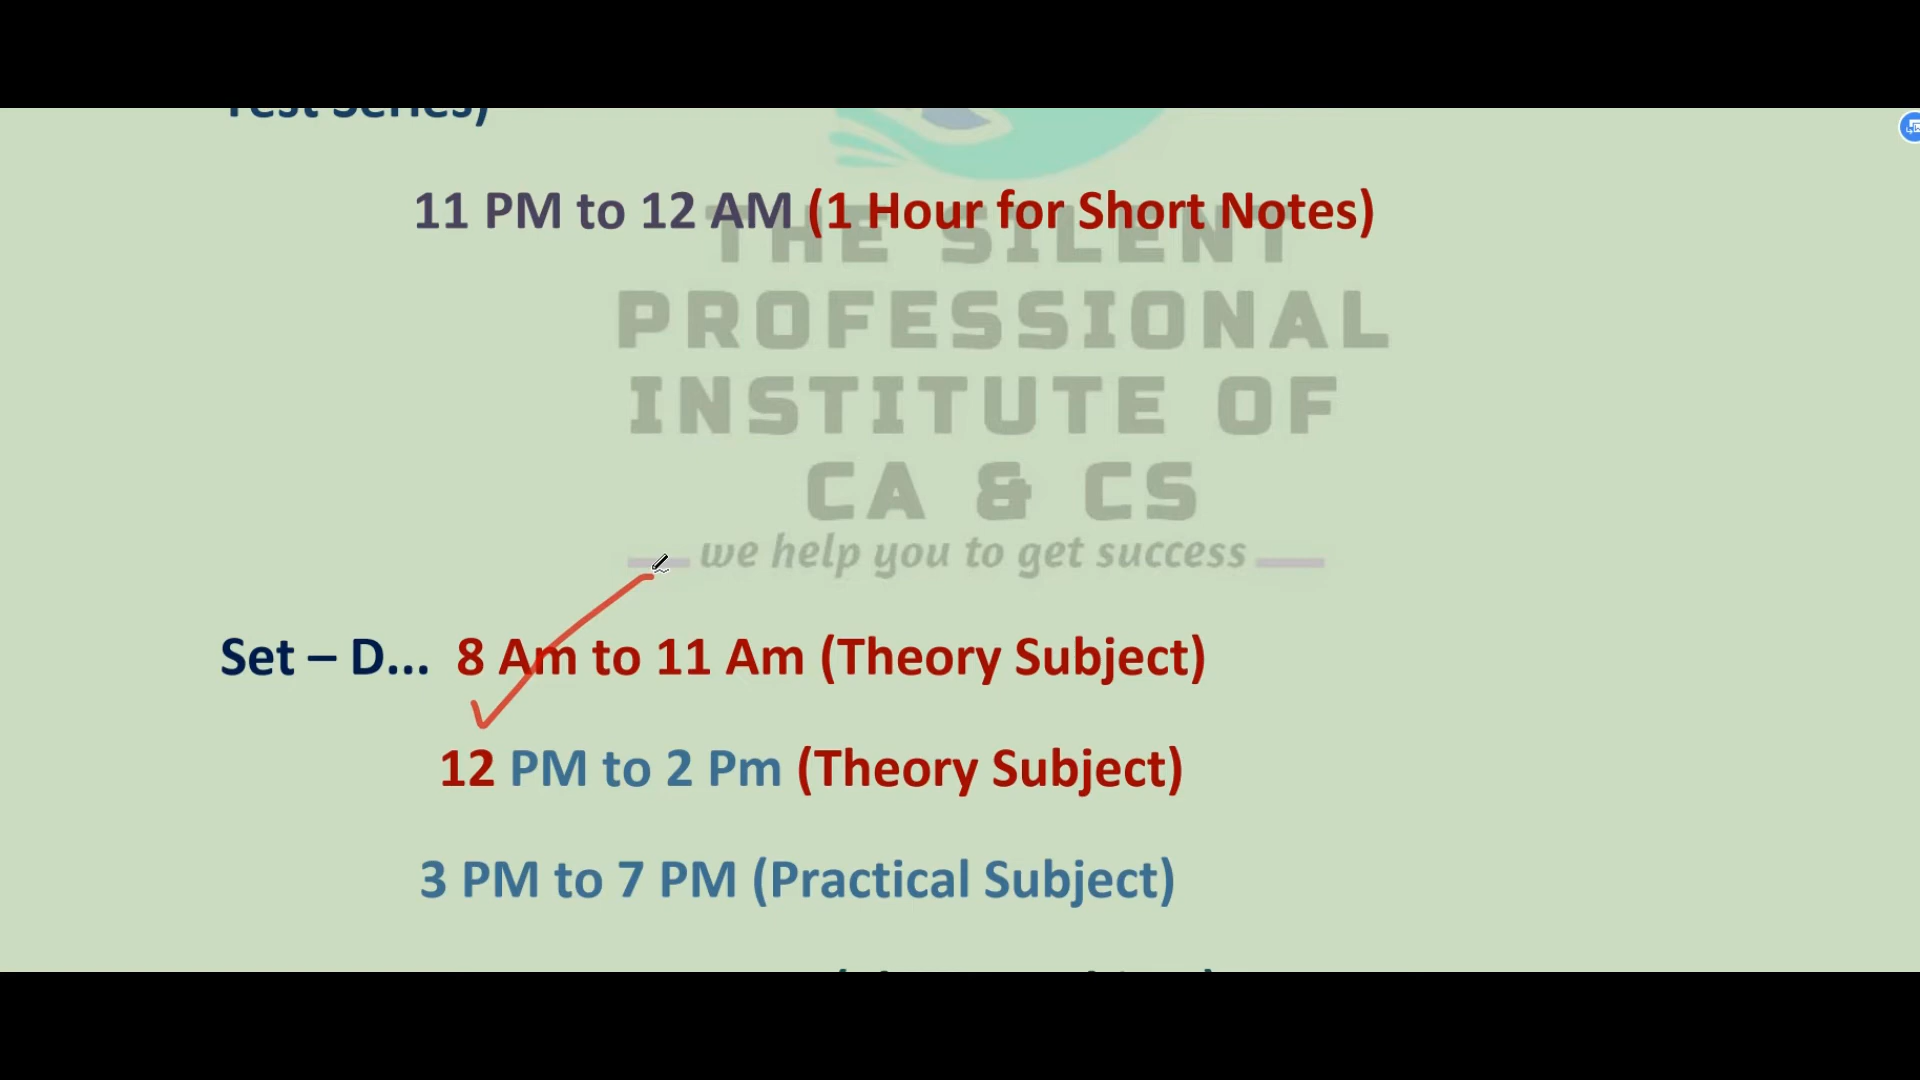 Test Series)
11 PM to 12 AM (1 Hour for Short Notes)
THE SILENT
PROFESSIONAL
INSTITUTE OF
CA & CS
we help you to get success
Set – D... 8 Am to 11 Am (Theory Subject)
12 PM to 2 Pm (Theory Subject)
3 PM to 7 PM (Practical Subject)